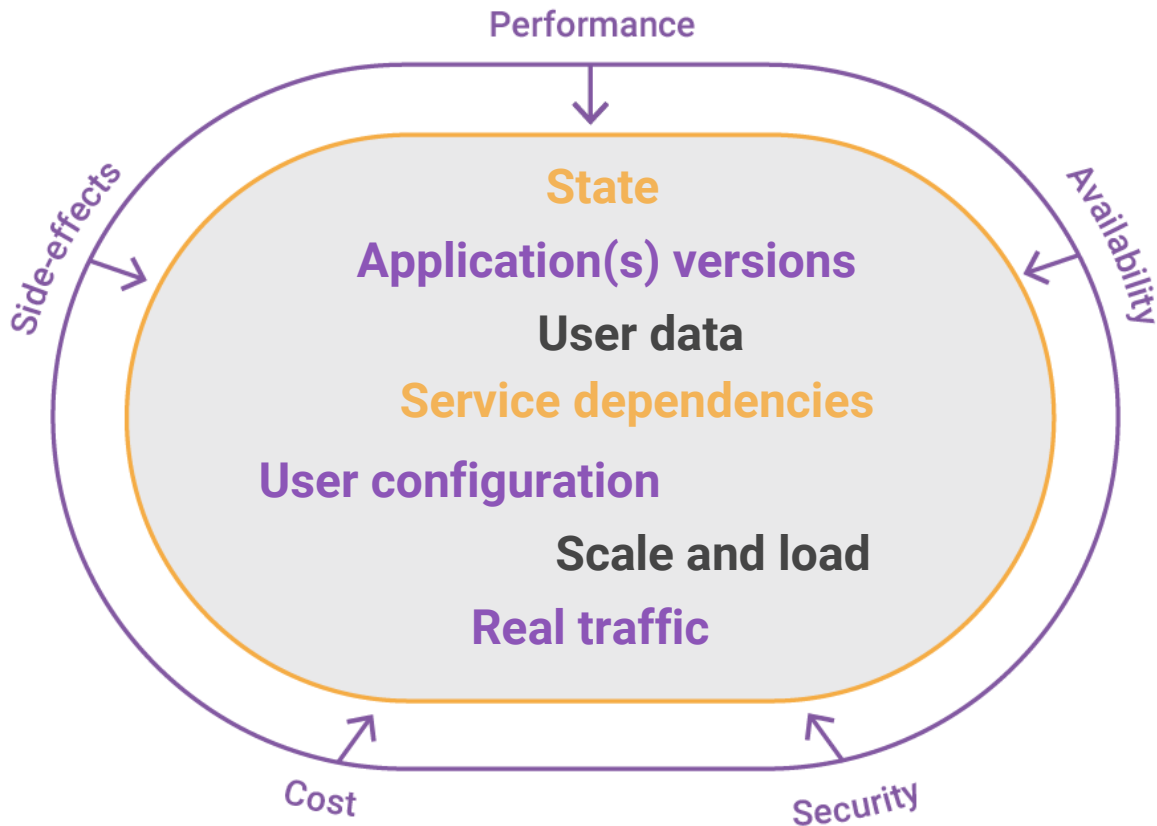 Performance
Side-effects
Availability
State
Application(s) versions
User data
Service dependencies
User configuration
Scale and load
Real traffic
Cost
Security